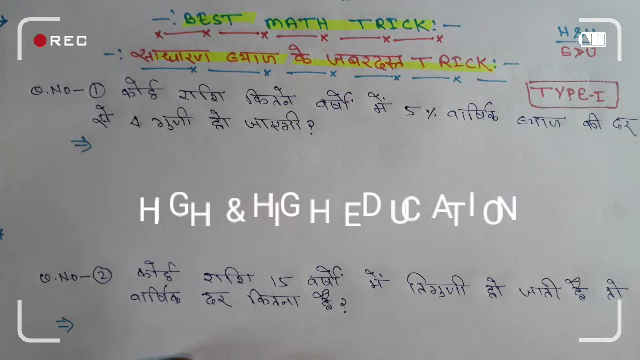 REC
-: BEST MATH TRICK:-
H & H
EDU
-: साधारण ब्याज के जबरदस्त TRICK:-
TYPE-I
Q.No-① कोई राशि कितने वर्षों में 5% वार्षिक ब्याज की दर
से 4 गुणी हो जाएगी?
⇒
HGH & HIGH EDUCATION
Q.No-② कोई राशि 15 वर्षों में तिगुणी हो जाती है तो
वार्षिक दर कितना है?
⇒